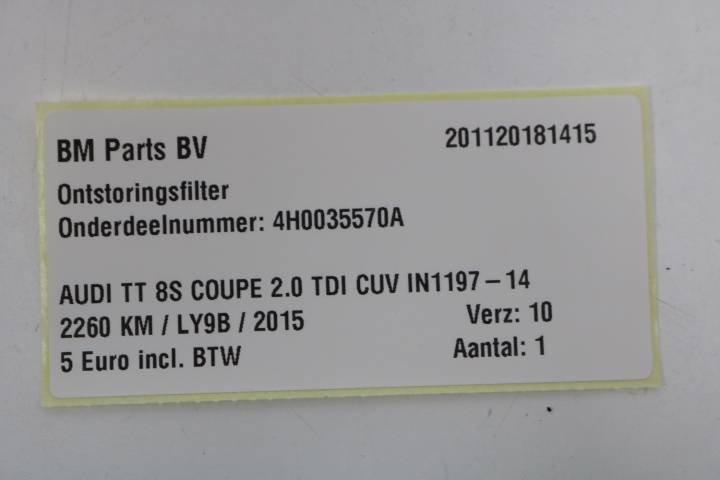 BM Parts BV 201120181415
Ontstoringsfilter
Onderdeelnummer: 4H0035570A
AUDI TT 8S COUPE 2.0 TDI CUV IN1197-14
2260 KM / LY9B / 2015 Verz: 10
5 Euro incl. BTW Aantal: 1